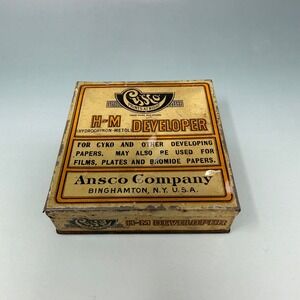 Cyko
H-M
HYDROCHINON-METOL
DEVELOPER
FOR CYKO AND OTHER DEVELOPING
PAPERS. MAY ALSO BE USED FOR
FILMS, PLATES AND BROMIDE PAPERS.
Ansco Company
BINGHAMTON, N.Y. U.S.A.
Cyko H-M DEVELOPER